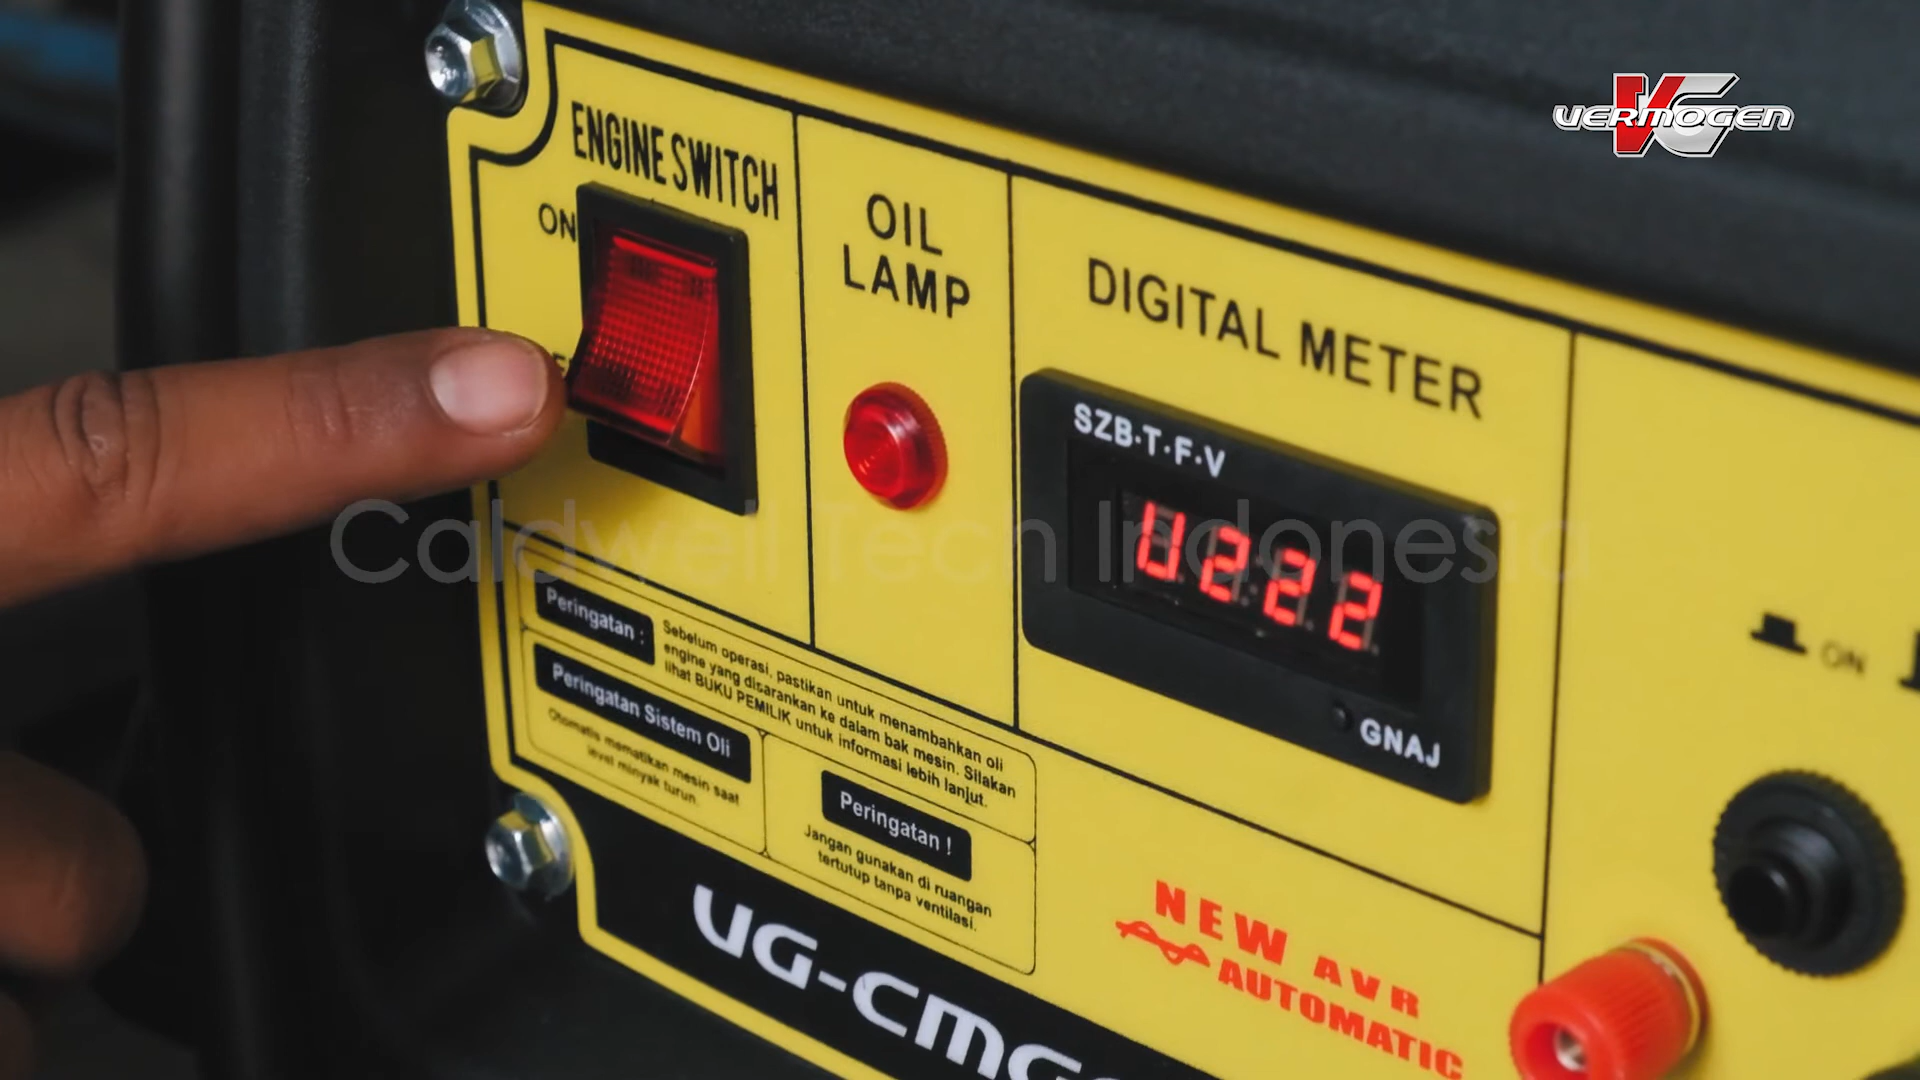 VERMOGEN
ENGINE SWITCH
ON
OIL
LAMP
DIGITAL METER
SZB·T·F·V
U222
GNAJ
ON
Caldwell Tech Indonesia
Peringatan :
Sebelum operasi, pastikan untuk menambahkan oli
engine yang disarankan ke dalam bak mesin. Silakan
lihat BUKU PEMILIK untuk informasi lebih lanjut.
Peringatan Sistem Oli
Otomatis mematikan mesin saat
level minyak turun.
Peringatan !
Jangan gunakan di ruangan
tertutup tanpa ventilasi.
NEW AVR
AUTOMATIC